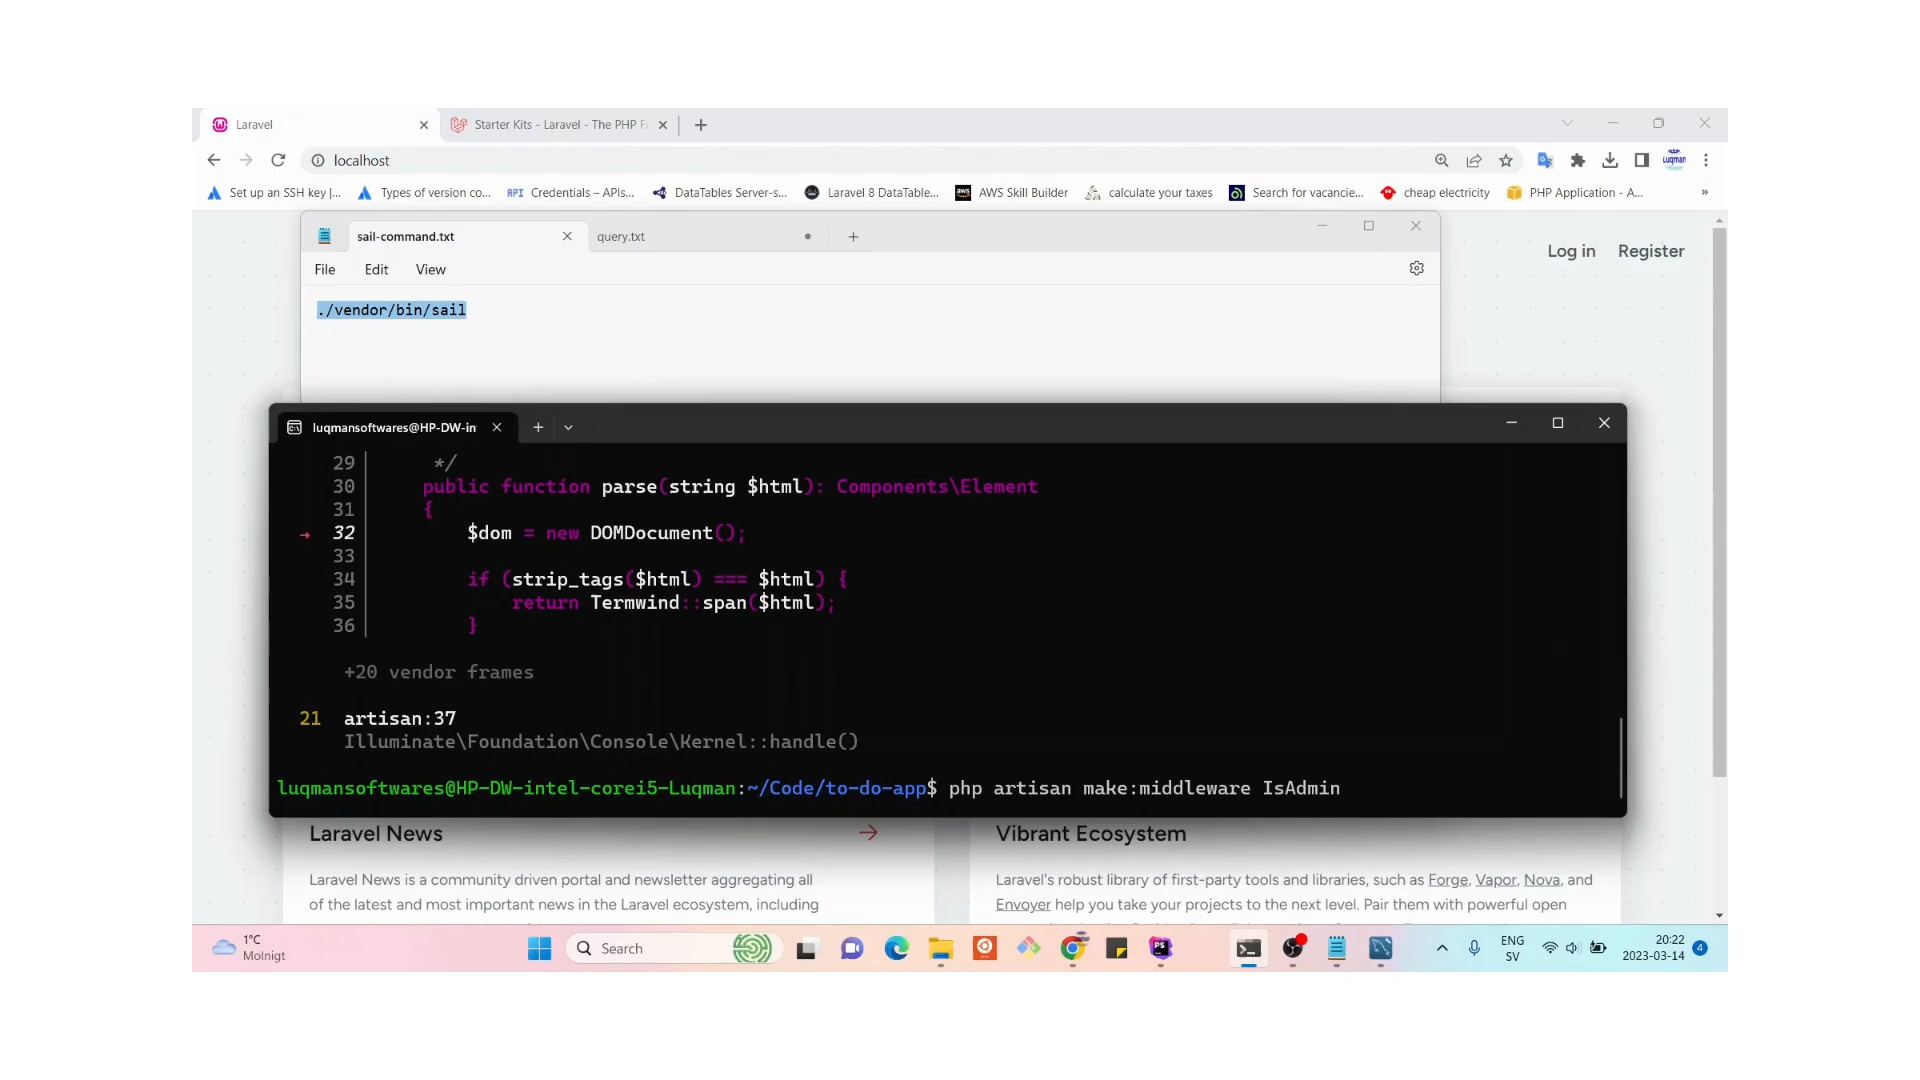 Laravel
Starter Kits - Laravel - The PHP Fr
localhost
Set up an SSH key |...
Types of version co...
API Credentials – APIs...
DataTables Server-s...
Laravel 8 DataTable...
aws AWS Skill Builder
calculate your taxes
Search for vacancie...
cheap electricity
PHP Application - A...
»
sail-command.txt
query.txt
Log in Register
File Edit View
./vendor/bin/sail
luqmansoftwares@HP-DW-in
29 */
30 public function parse(string $html): Components\Element
31 {
→ 32 $dom = new DOMDocument();
33
34 if (strip_tags($html) === $html) {
35 return Termwind::span($html);
36 }
+20 vendor frames
21 artisan:37
Illuminate\Foundation\Console\Kernel::handle()
luqmansoftwares@HP-DW-intel-corei5-Luqman:~/Code/to-do-app$ php artisan make:middleware IsAdmin
Laravel News
Laravel News is a community driven portal and newsletter aggregating all
of the latest and most important news in the Laravel ecosystem, including
Vibrant Ecosystem
Laravel's robust library of first-party tools and libraries, such as Forge, Vapor, Nova, and
Envoyer help you take your projects to the next level. Pair them with powerful open
1°C
Molnigt
Search
PS
ENG
SV
20:22
2023-03-14
4